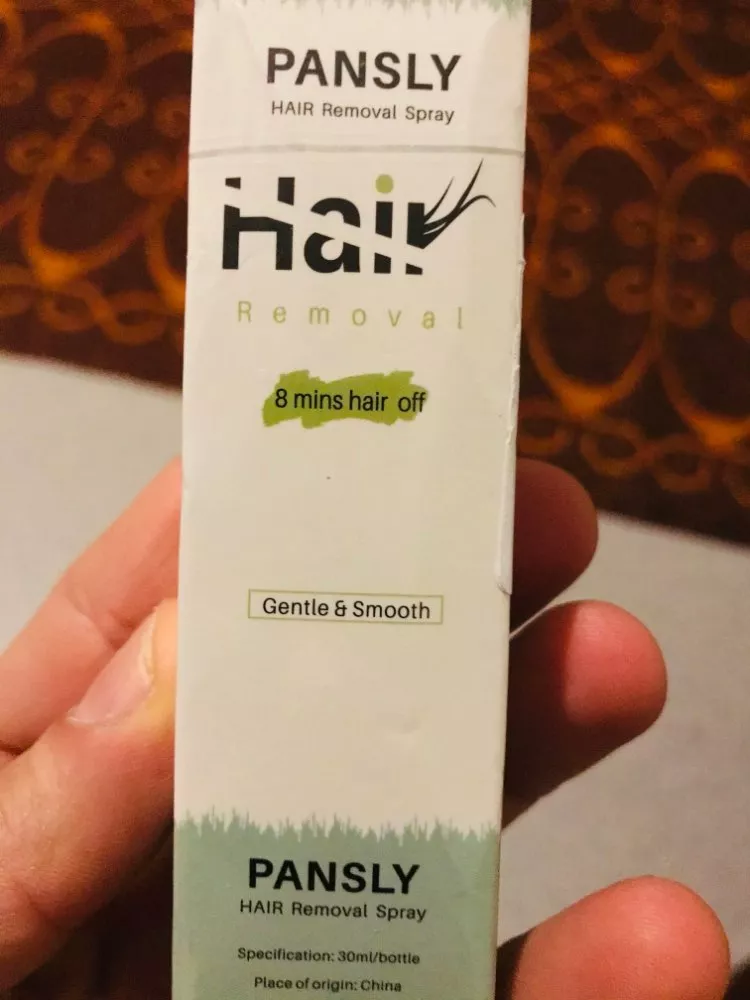 PANSLY
HAIR Removal Spray
Hair
Removal
8 mins hair off
Gentle & Smooth
PANSLY
HAIR Removal Spray
Specification: 30ml/bottle
Place of origin: China